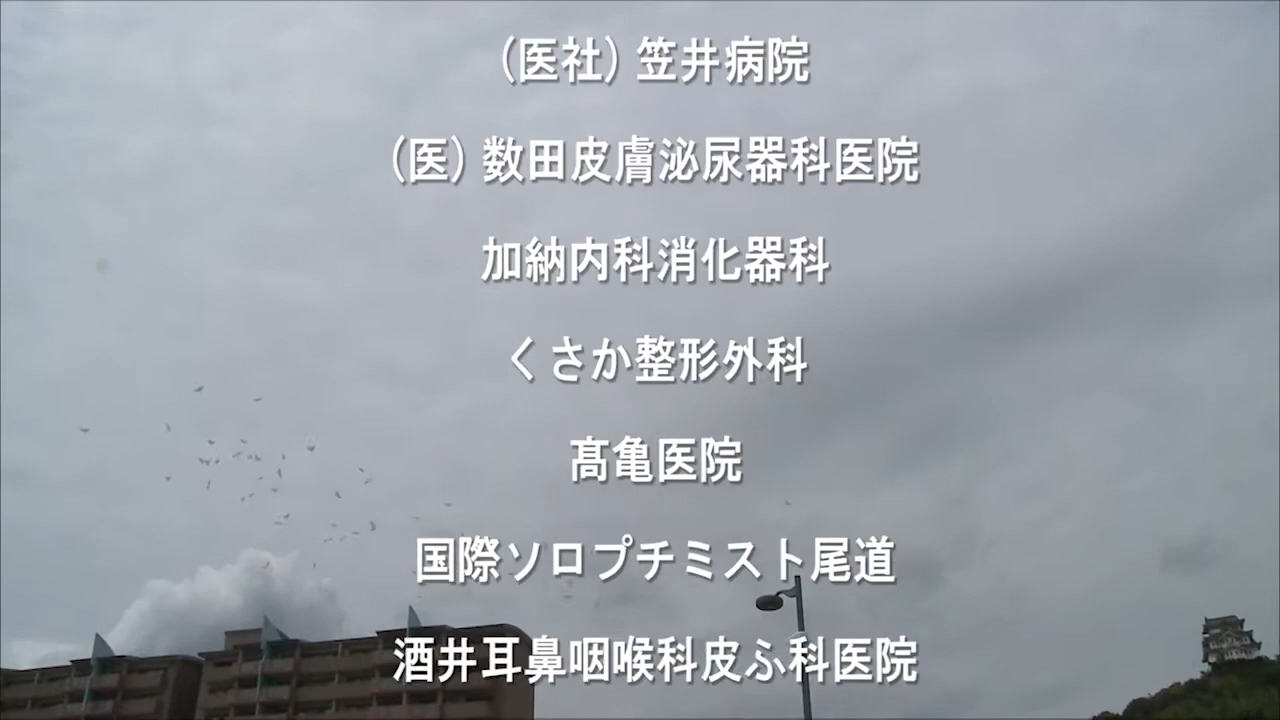 (医社) 笠井病院
(医) 数田皮膚泌尿器科医院
加納内科消化器科
くさか整形外科
髙亀医院
国際ソロプチミスト尾道
酒井耳鼻咽喉科皮ふ科医院